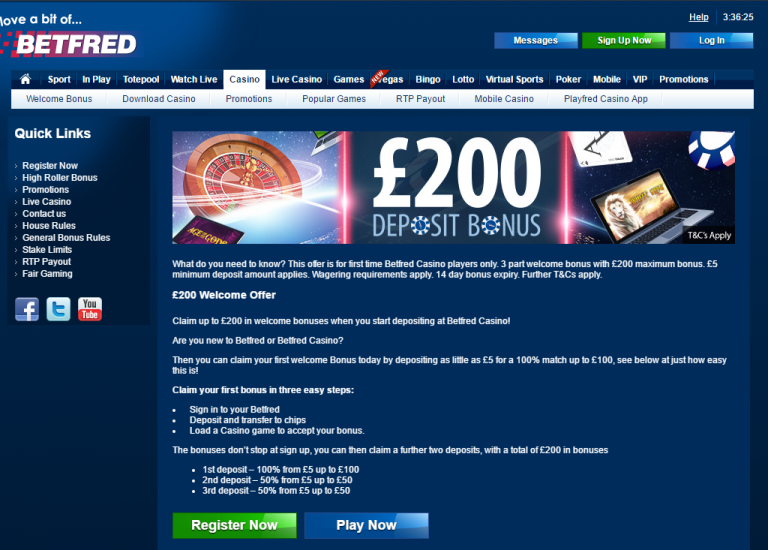 love a bit of...
BETFRED
Help 3:36:25
Messages Sign Up Now Log In
Sport In Play Totepool Watch Live Casino Live Casino Games NEW Vegas Bingo Lotto Virtual Sports Poker Mobile VIP Promotions
Welcome Bonus Download Casino Promotions Popular Games RTP Payout Mobile Casino Playfred Casino App
Quick Links
Register Now
High Roller Bonus
Promotions
Live Casino
Contact us
House Rules
General Bonus Rules
Stake Limits
RTP Payout
Fair Gaming
You
Tube
£200
DEPOSIT BONUS
T&C's Apply
What do you need to know? This offer is for first time Betfred Casino players only. 3 part welcome bonus with £200 maximum bonus. £5
minimum deposit amount applies. Wagering requirements apply. 14 day bonus expiry. Further T&Cs apply.
£200 Welcome Offer
Claim up to £200 in welcome bonuses when you start depositing at Betfred Casino!
Are you new to Betfred or Betfred Casino?
Then you can claim your first welcome Bonus today by depositing as little as £5 for a 100% match up to £100, see below at just how easy
this is!
Claim your first bonus in three easy steps:
Sign in to your Betfred
Deposit and transfer to chips
Load a Casino game to accept your bonus.
The bonuses don't stop at sign up, you can then claim a further two deposits, with a total of £200 in bonuses
1st deposit – 100% from £5 up to £100
2nd deposit – 50% from £5 up to £50
3rd deposit – 50% from £5 up to £50
Register Now Play Now